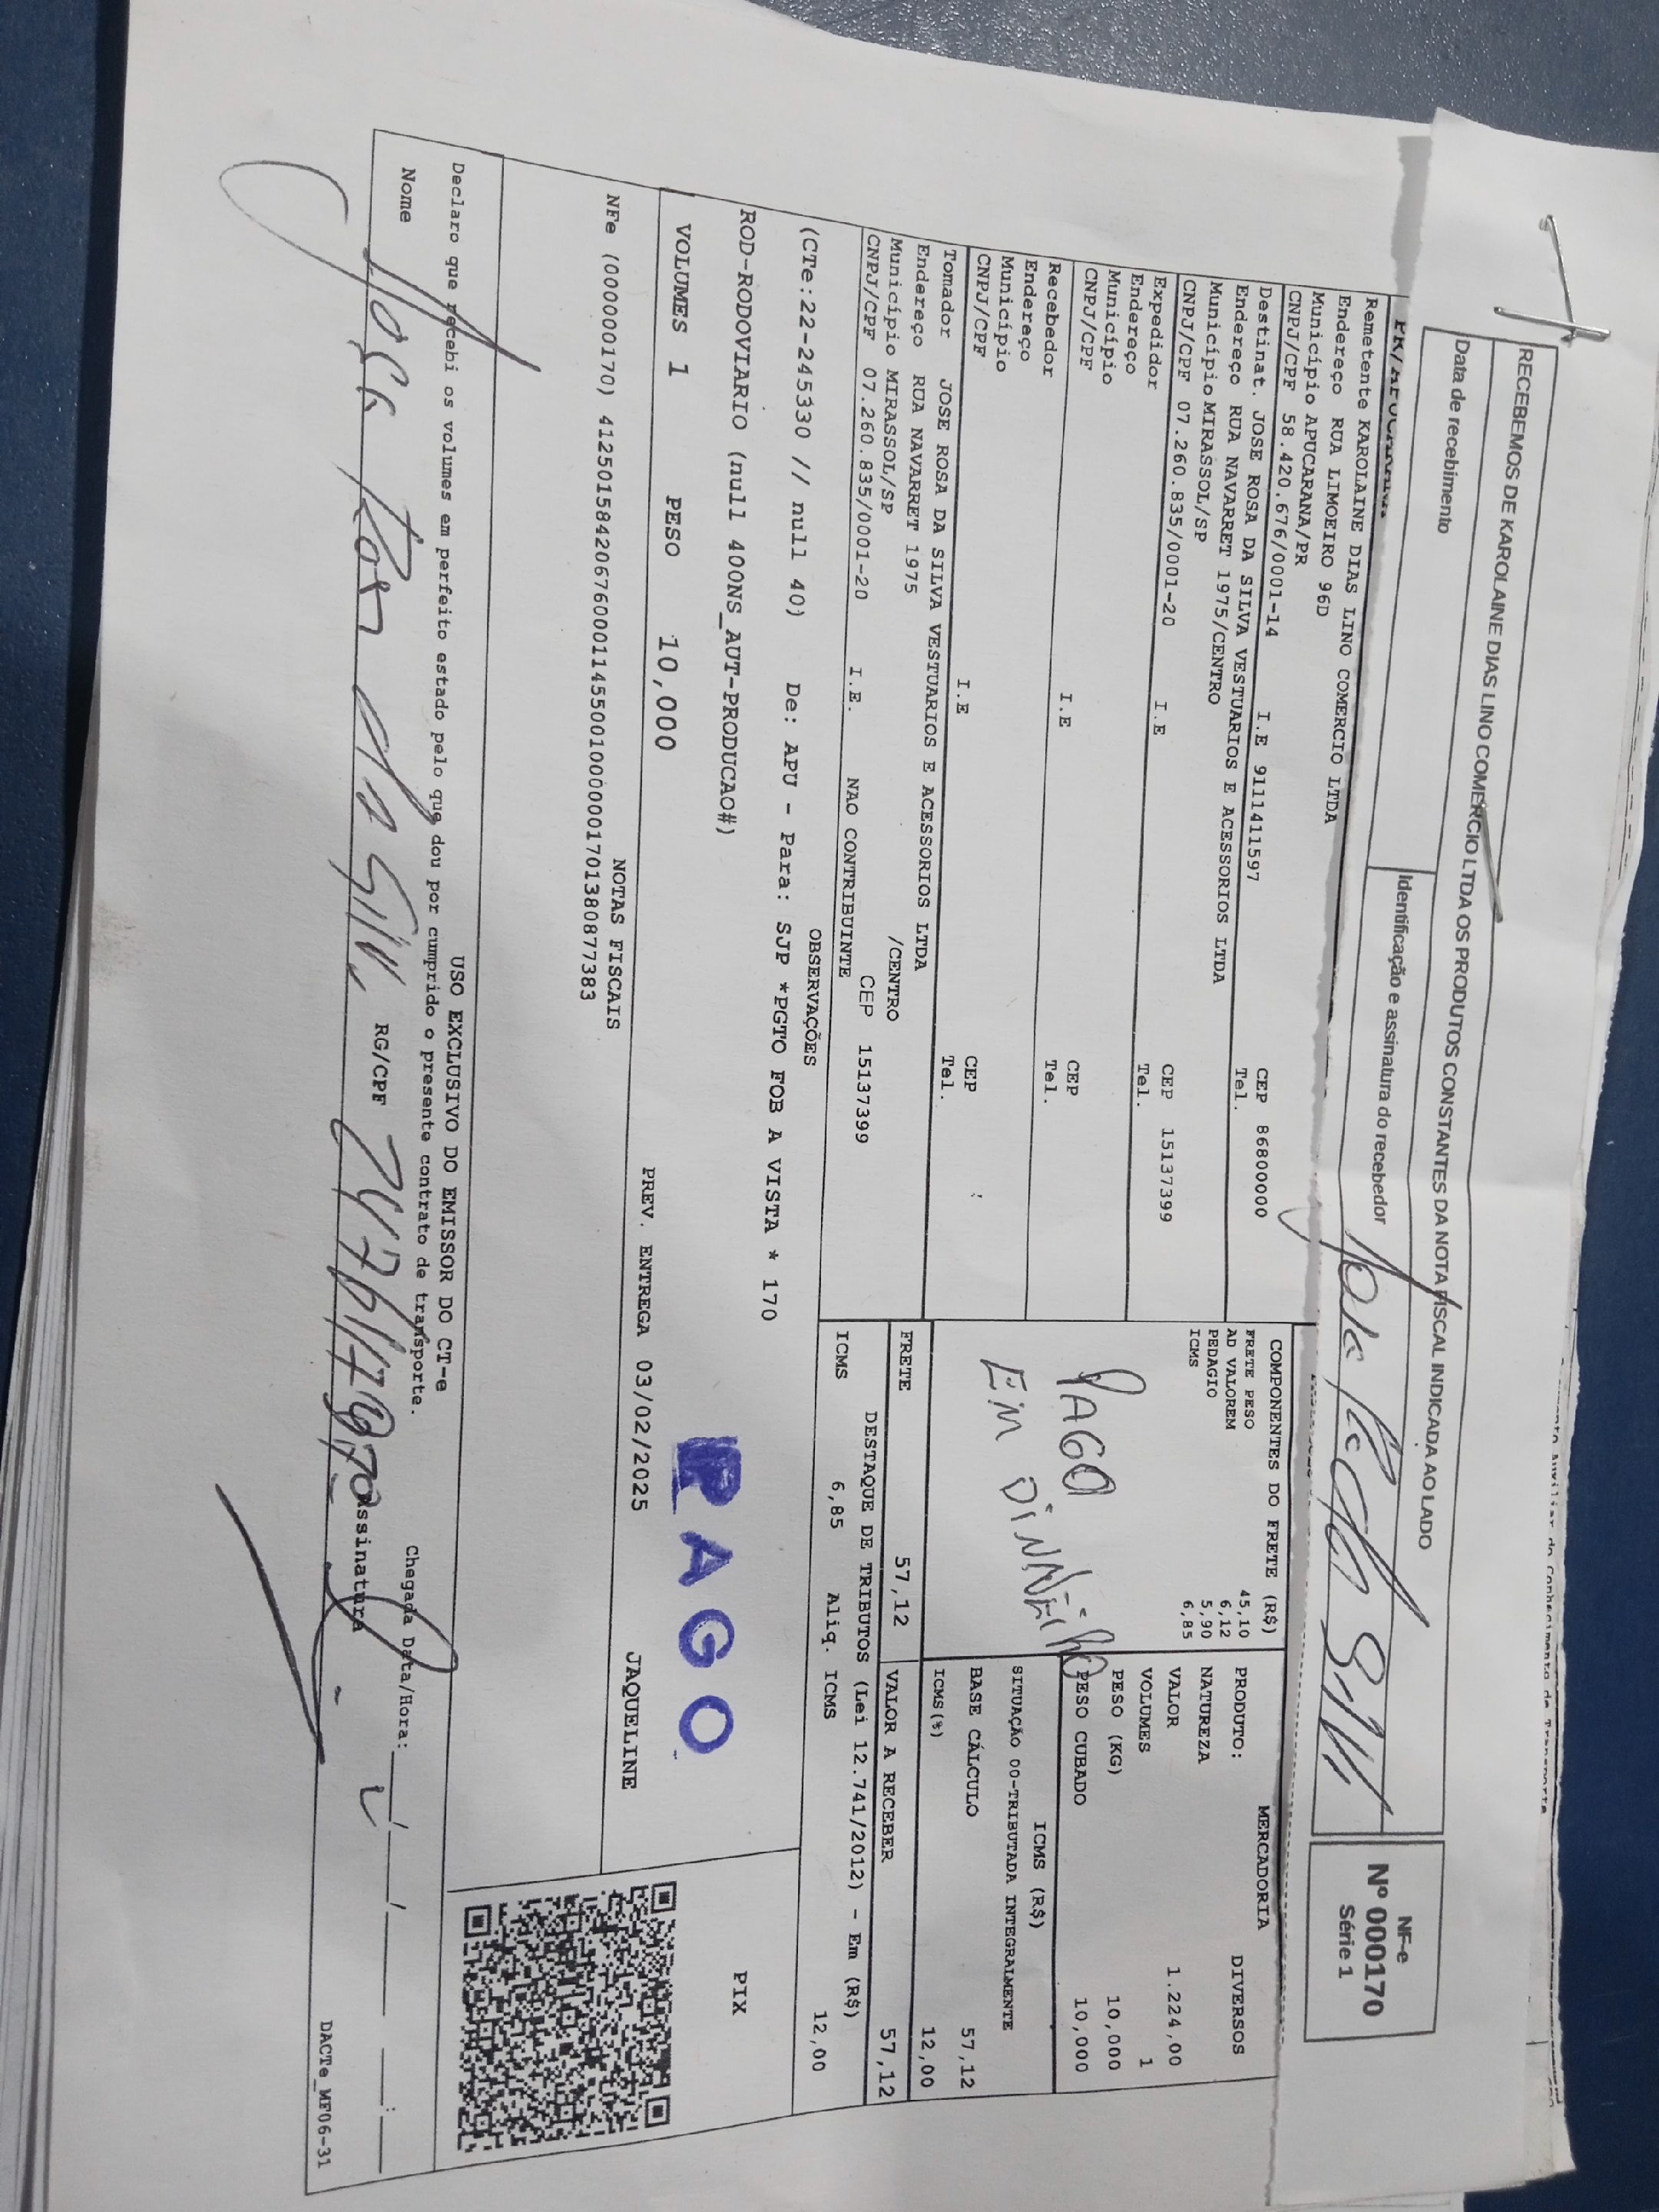 RECEBEMOS DE KAROLAINE DIAS LINO COMERCIO LTDA OS PRODUTOS CONSTANTES DA NOTA FISCAL INDICADA AO LADO
Data de recebimento
Identificação e assinatura do recebedor
NF-e
Nº 000170
Série 1
Remetente KAROLAINE DIAS LINO COMERCIO LTDA
Endereço RUA LIMOEIRO 96D
Município APUCARANA/PR CEP 86800000
CNPJ/CPF 58.420.676/0001-14 I.E 9111411597 Tel.
Destinat. JOSE ROSA DA SILVA VESTUARIOS E ACESSORIOS LTDA
Endereço RUA NAVARRET 1975/CENTRO
Município MIRASSOL/SP CEP 15137399
CNPJ/CPF 07.260.835/0001-20 I.E Tel.
Expedidor
Endereço
Município CEP
CNPJ/CPF I.E Tel.
Recebedor
Endereço
Município CEP
CNPJ/CPF I.E Tel.
Tomador JOSE ROSA DA SILVA VESTUARIOS E ACESSORIOS LTDA
Endereço RUA NAVARRET 1975 /CENTRO
Município MIRASSOL/SP CEP 15137399
CNPJ/CPF 07.260.835/0001-20 I.E. NAO CONTRIBUINTE
COMPONENTES DO FRETE (R$)
FRETE PESO 45,10
AD VALOREM 6,12
PEDAGIO 5,90
ICMS 6,85
PAGO
EM DINHEIRO
FRETE 57,12
MERCADORIA
PRODUTO: DIVERSOS
NATUREZA
VALOR 1.224,00
VOLUMES 1
PESO (KG) 10,000
PESO CUBADO 10,000
ICMS (R$)
SITUAÇÃO 00-TRIBUTADA INTEGRALMENTE
BASE CÁLCULO 57,12
ICMS(%) 12,00
VALOR A RECEBER 57,12
DESTAQUE DE TRIBUTOS (Lei 12.741/2012) - Em (R$)
ICMS 6,85 Aliq. ICMS 12,00
OBSERVAÇÕES
(CTe:22-245330 // null 40) De: APU - Para: SJP *PGTO FOB A VISTA * 170
ROD-RODOVIARIO (null 400NS_AUT-PRODUCAO#)
PAGO
PIX
VOLUMES 1 PESO 10,000 PREV. ENTREGA 03/02/2025 JAQUELINE
NOTAS FISCAIS
NFe (000000170) 41250158420676000114550010000001701380877383
USO EXCLUSIVO DO EMISSOR DO CT-e
Declaro que recebi os volumes em perfeito estado pelo que dou por cumprido o presente contrato de transporte.
Chegada Data/Hora: __/__/__ __:__
Nome Jose Rosa da Silva RG/CPF Assinatura
DACTe_MF06-31